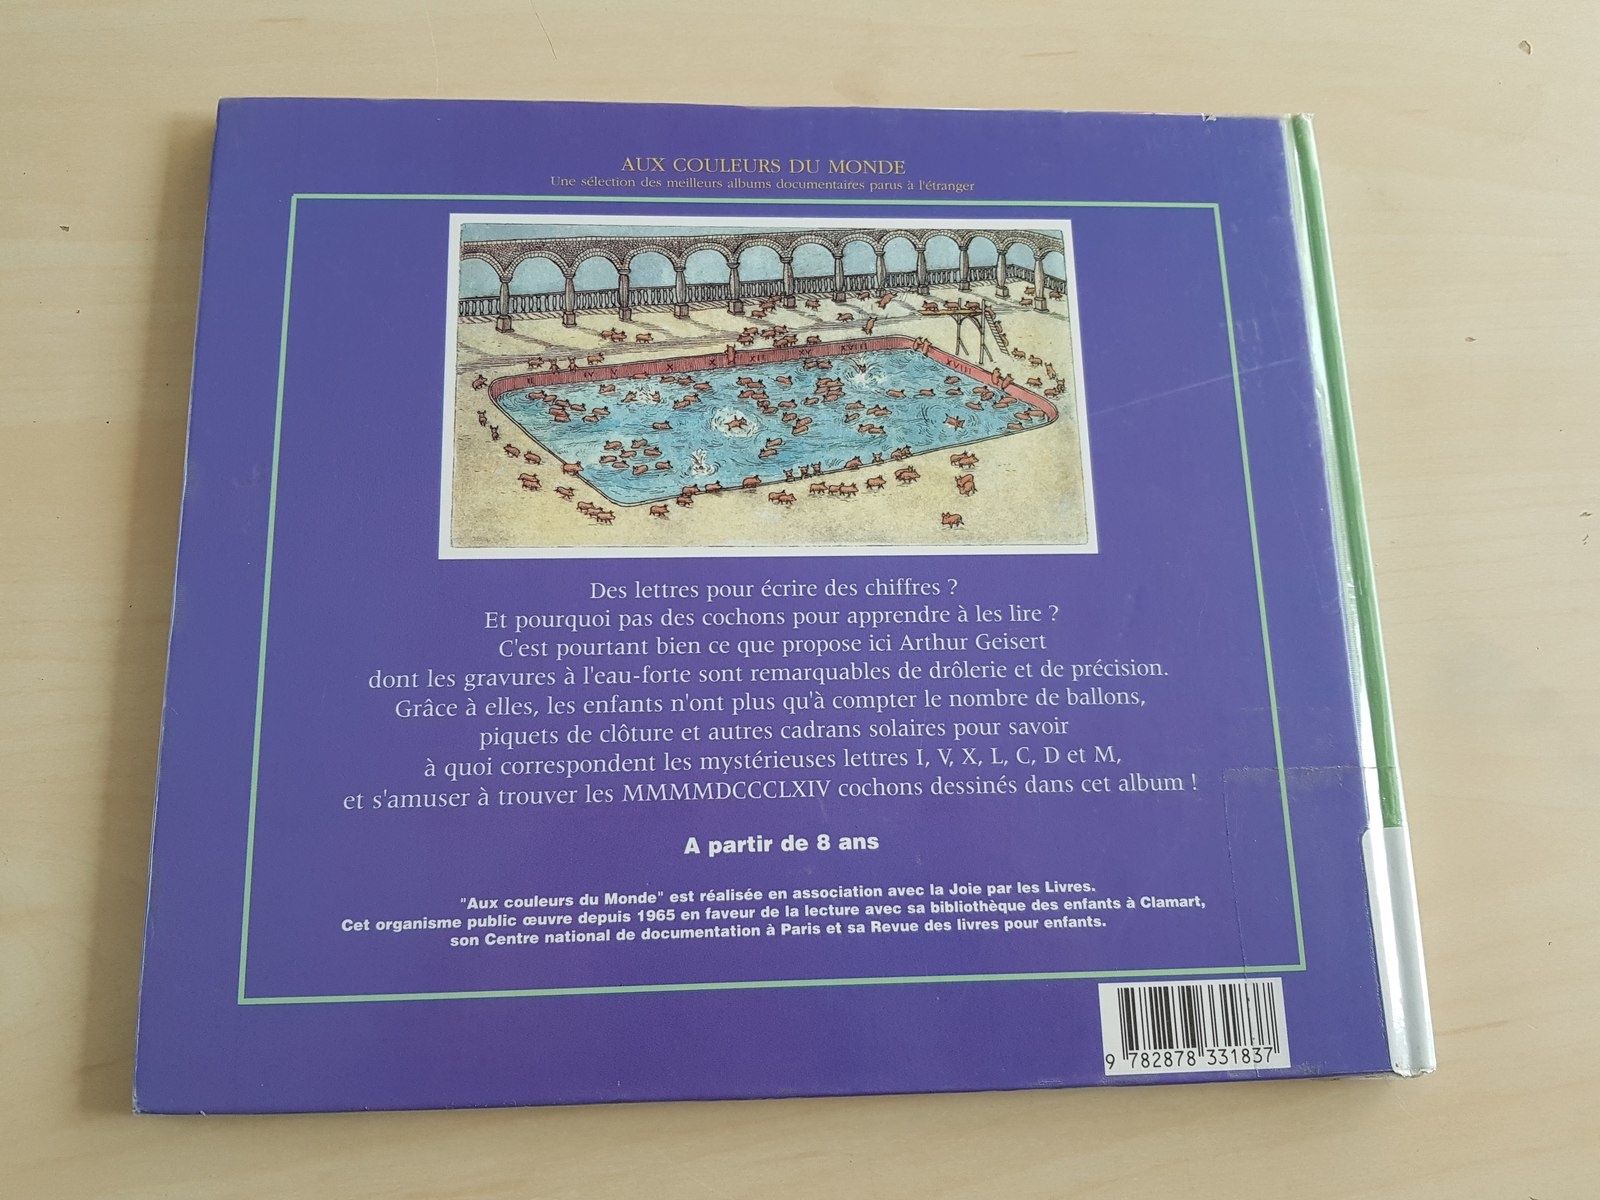 AUX COULEURS DU MONDE
Une sélection des meilleurs albums documentaires parus à l'étranger
Des lettres pour écrire des chiffres ?
Et pourquoi pas des cochons pour apprendre à les lire ?
C'est pourtant bien ce que propose ici Arthur Geisert
dont les gravures à l'eau-forte sont remarquables de drôlerie et de précision.
Grâce à elles, les enfants n'ont plus qu'à compter le nombre de ballons,
piquets de clôture et autres cadrans solaires pour savoir
à quoi correspondent les mystérieuses lettres I, V, X, L, C, D et M,
et s'amuser à trouver les MMMMDCCCLXIV cochons dessinés dans cet album !
A partir de 8 ans
"Aux couleurs du Monde" est réalisée en association avec la Joie par les Livres.
Cet organisme public œuvre depuis 1965 en faveur de la lecture avec sa bibliothèque des enfants à Clamart,
son Centre national de documentation à Paris et sa Revue des livres pour enfants.
9 782878 331837